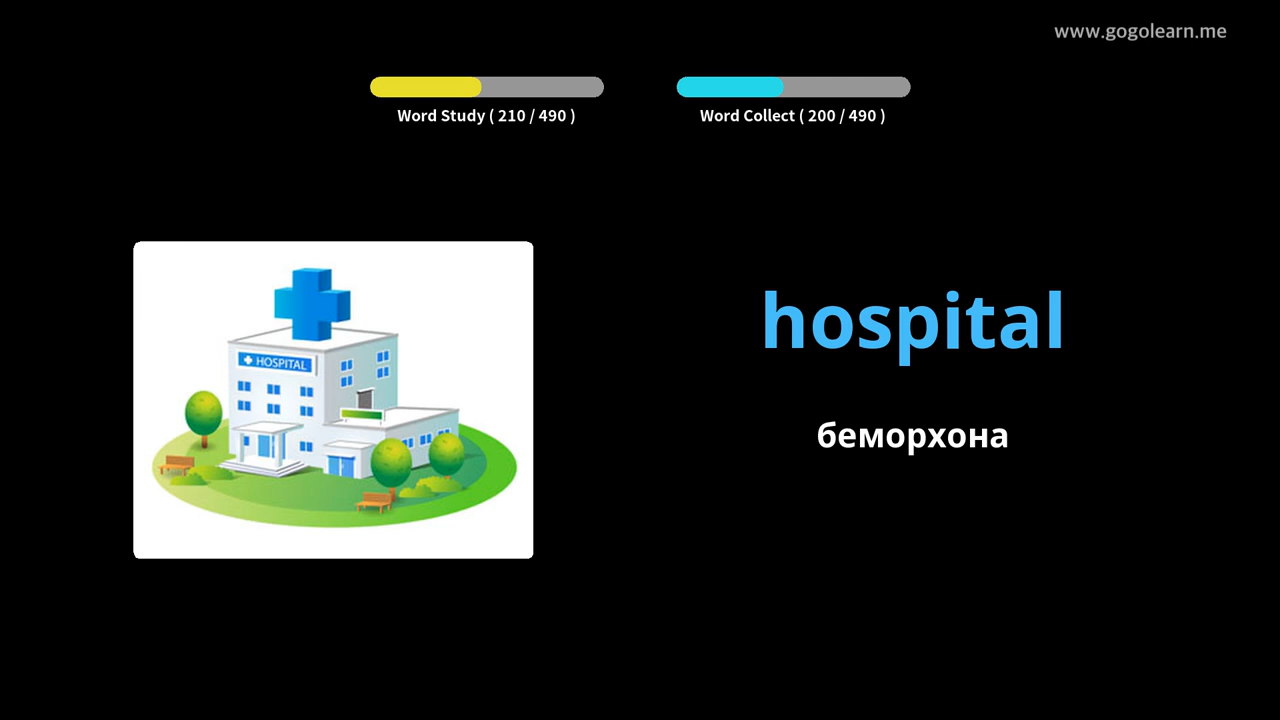 www.gogolearn.me
Word Study ( 210 / 490 )
Word Collect ( 200 / 490 )
HOSPITAL
hospital
беморхона